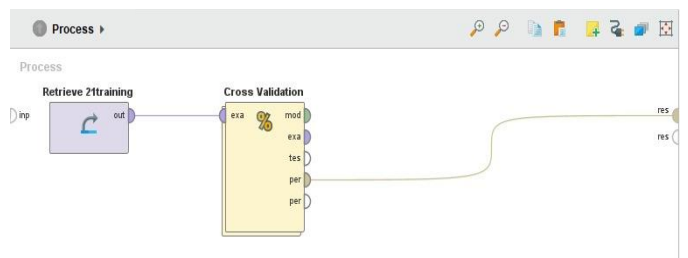 Process
Process
Retrieve 21training
Cross Validation
inp
out
exa
%
mod
exa
tes
per
per
res
res